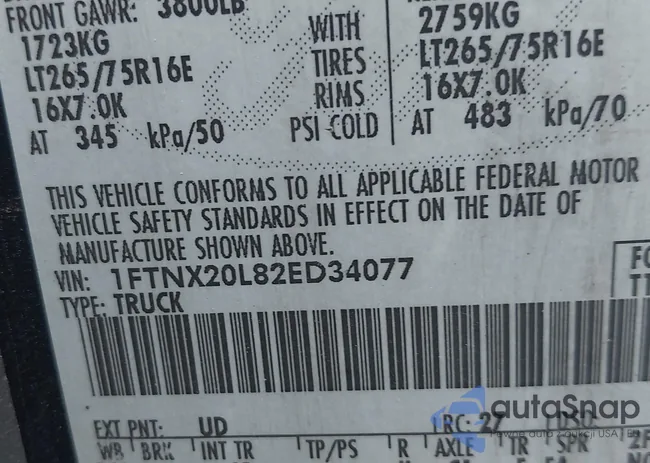 FRONT GAWR: 3800LB
1723KG WITH 2759KG
LT265/75R16E TIRES LT265/75R16E
16X7.0K RIMS 16X7.0K
AT 345 kPa/50 PSI COLD AT 483 kPa/70
THIS VEHICLE CONFORMS TO ALL APPLICABLE FEDERAL MOTOR
VEHICLE SAFETY STANDARDS IN EFFECT ON THE DATE OF
MANUFACTURE SHOWN ABOVE.
VIN: 1FTNX20L82ED34077
TYPE: TRUCK
EXT PNT: UD RC: 27 DSO:
WB BRK INT TR TP/PS R AXLE TR SPR
autoSnap